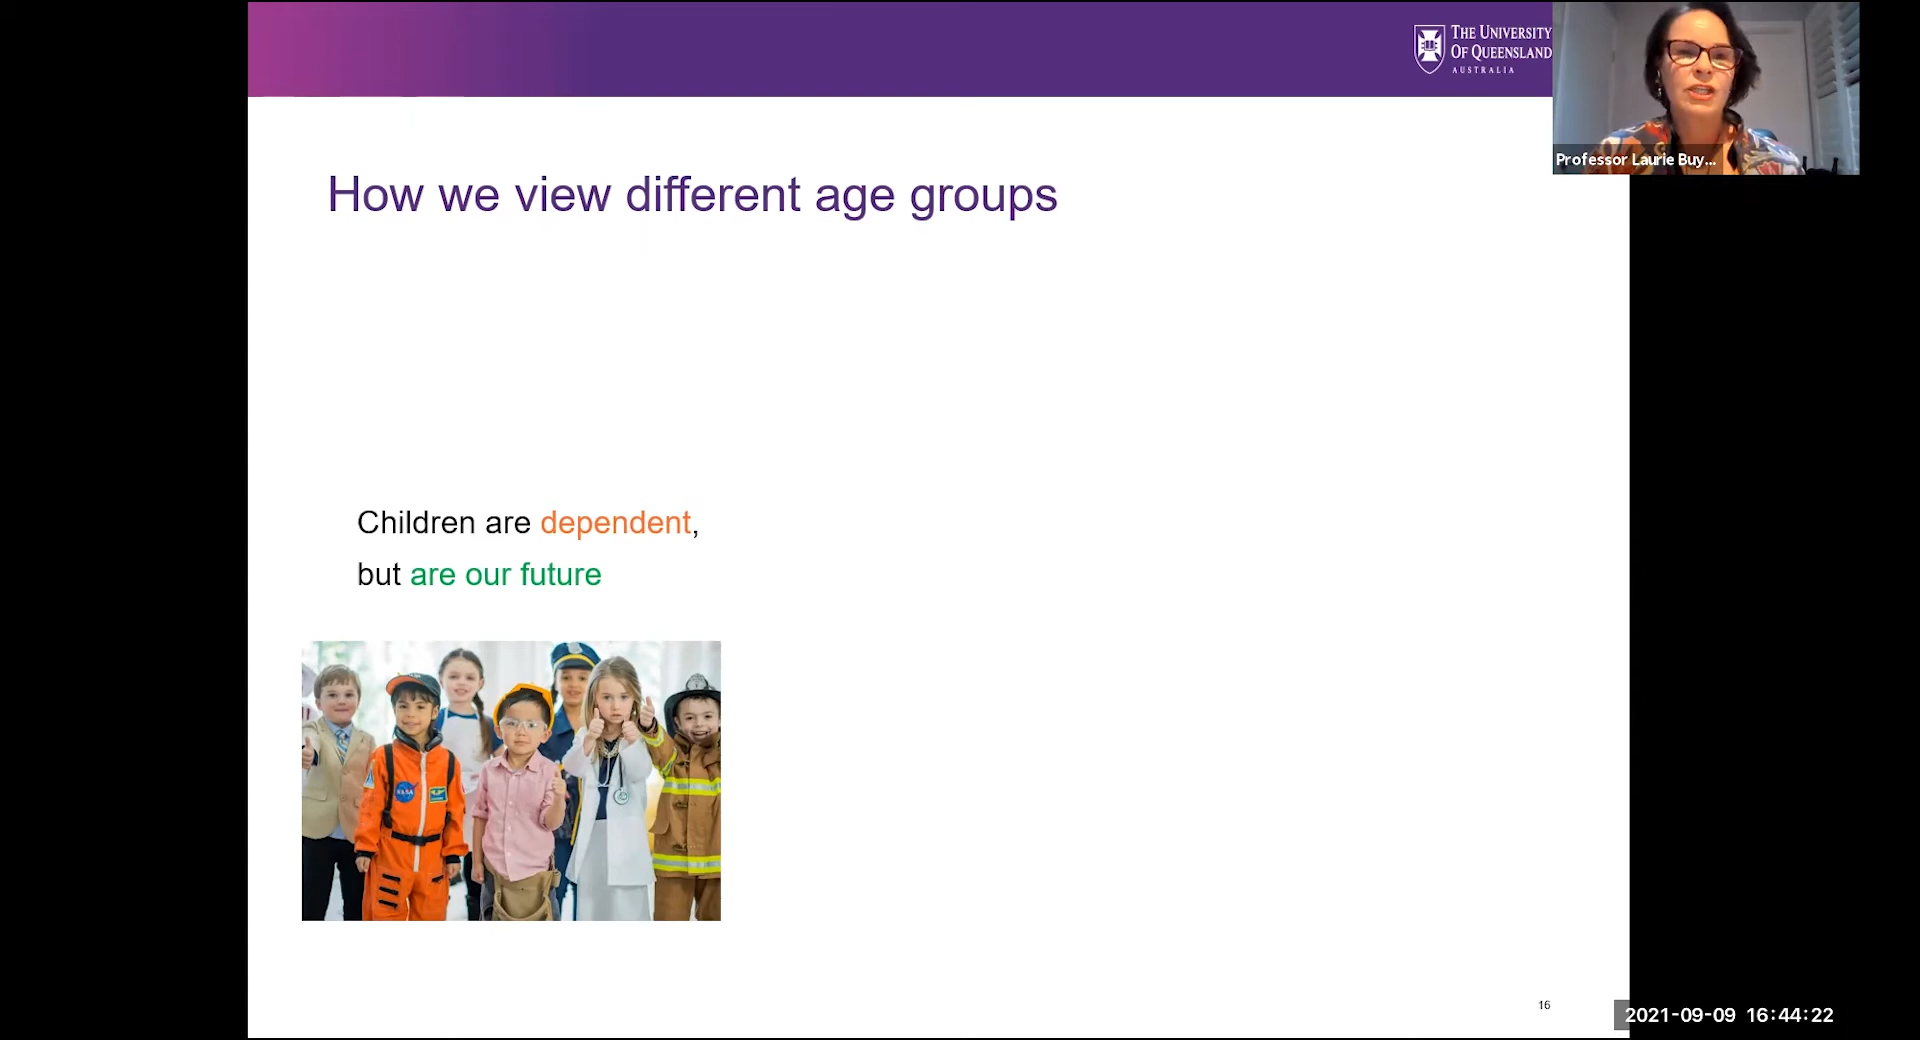 THE UNIVERSITY
OF QUEENSLAND
AUSTRALIA
Professor Laurie Buy...
How we view different age groups
Children are dependent,
but are our future
NASA
16
2021-09-09 16:44:22